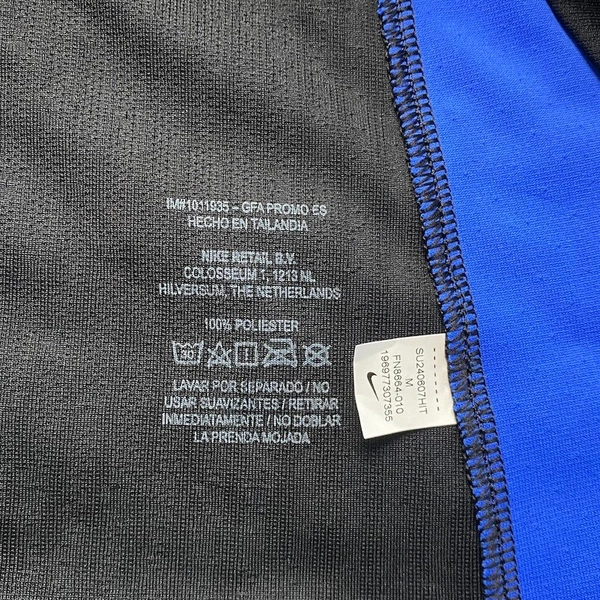 IM#1011935 - GFA PROMO ES
HECHO EN TAILANDIA
NIKE RETAIL B.V.
COLOSSEUM 1, 1213 NL
HILVERSUM, THE NETHERLANDS
100% POLIESTER
30
LAVAR POR SEPARADO / NO
USAR SUAVIZANTES / RETIRAR
INMEDIATAMENTE / NO DOBLAR
LA PRENDA MOJADA
SU240607HIT
M
FN8664-010
196977307355